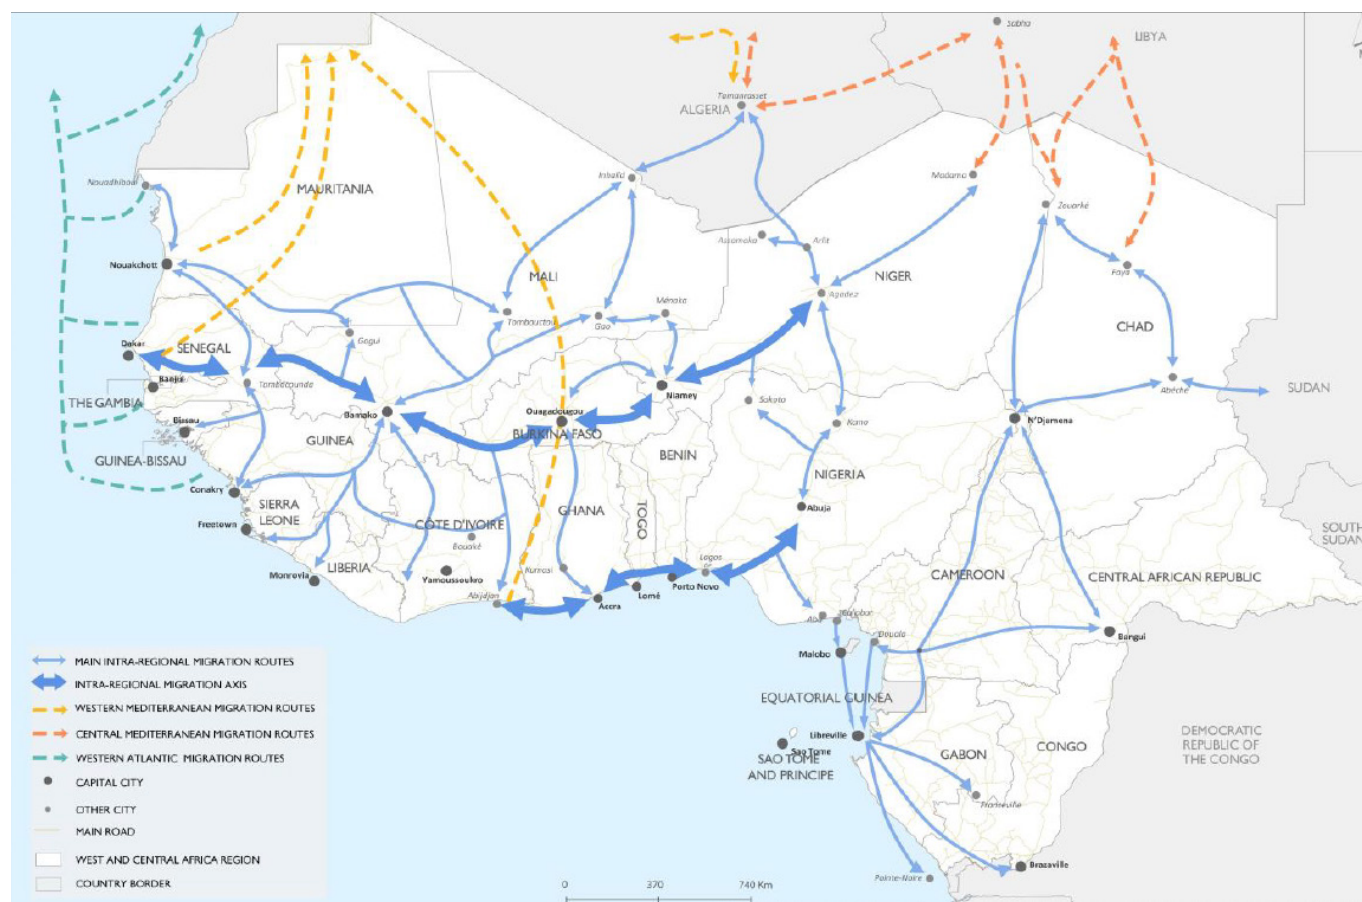 Sabha
LIBYA
Tamanrasset
ALGERIA
Nouadhibou
MAURITANIA
Inhalid
Madama
Zouarké
Nouakchott
Assamaka
Arlit
MALI
NIGER
Faya
Agadez
Ménaka
Tombouctou
Gao
CHAD
Gogui
Dakar
SENEGAL
Tambacounda
Banjul
THE GAMBIA
Abéché
SUDAN
Niamey
Sokoto
Bamako
Ouagadougou
BURKINA FASO
Kano
N'Djamena
Bissau
GUINEA
GUINEA-BISSAU
BENIN
NIGERIA
Conakry
SIERRA
LEONE
GHANA
TOGO
Abuja
Freetown
CÔTE D'IVOIRE
Bouaké
SOUTH
SUDAN
LIBERIA
Monrovia
Yamoussoukro
Kumasi
Lagos
CAMEROON
CENTRAL AFRICAN REPUBLIC
Abidjan
Accra
Lomé
Porto Novo
Aba
Calabar
Douala
Bangui
Malobo
EQUATORIAL GUINEA
Libreville
Sao Tome
SAO TOME
AND PRINCIPE
GABON
CONGO
DEMOCRATIC
REPUBLIC OF
THE CONGO
Franceville
Brazaville
Pointe-Noire
MAIN INTRA-REGIONAL MIGRATION ROUTES
INTRA-REGIONAL MIGRATION AXIS
WESTERN MEDITERRANEAN MIGRATION ROUTES
CENTRAL MEDITERRANEAN MIGRATION ROUTES
WESTERN ATLANTIC MIGRATION ROUTES
CAPITAL CITY
OTHER CITY
MAIN ROAD
WEST AND CENTRAL AFRICA REGION
COUNTRY BORDER
0 370 740 Km